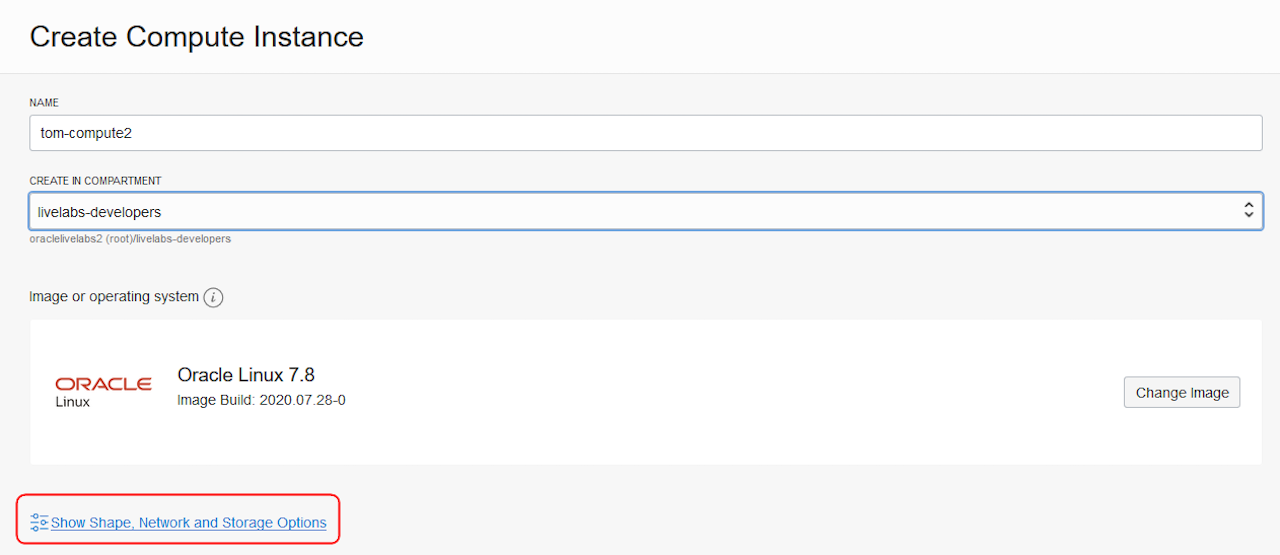 Create Compute Instance
NAME
tom-compute2
CREATE IN COMPARTMENT
livelabs-developers
oraclelivelabs2 (root)/livelabs-developers
Image or operating system i
ORACLE
Linux
Oracle Linux 7.8
Image Build: 2020.07.28-0
Change Image
Show Shape, Network and Storage Options